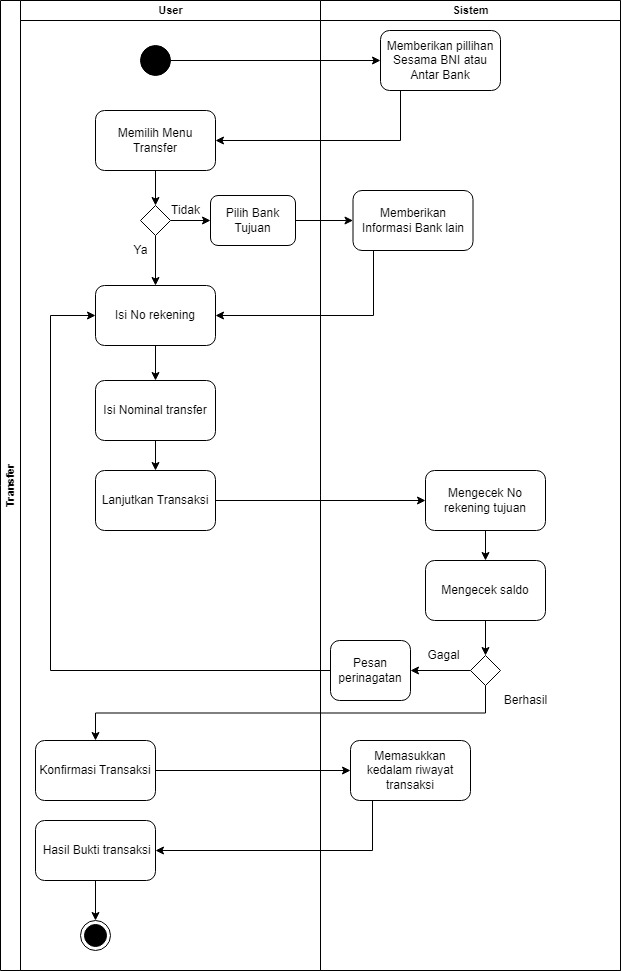 User
Sistem
Transfer
Memberikan pillihan
Sesama BNI atau
Antar Bank
Memilih Menu
Transfer
Tidak
Pilih Bank
Tujuan
Memberikan
Informasi Bank lain
Ya
Isi No rekening
Isi Nominal transfer
Lanjutkan Transaksi
Mengecek No
rekening tujuan
Mengecek saldo
Gagal
Pesan
perinagatan
Berhasil
Konfirmasi Transaksi
Memasukkan
kedalam riwayat
transaksi
Hasil Bukti transaksi